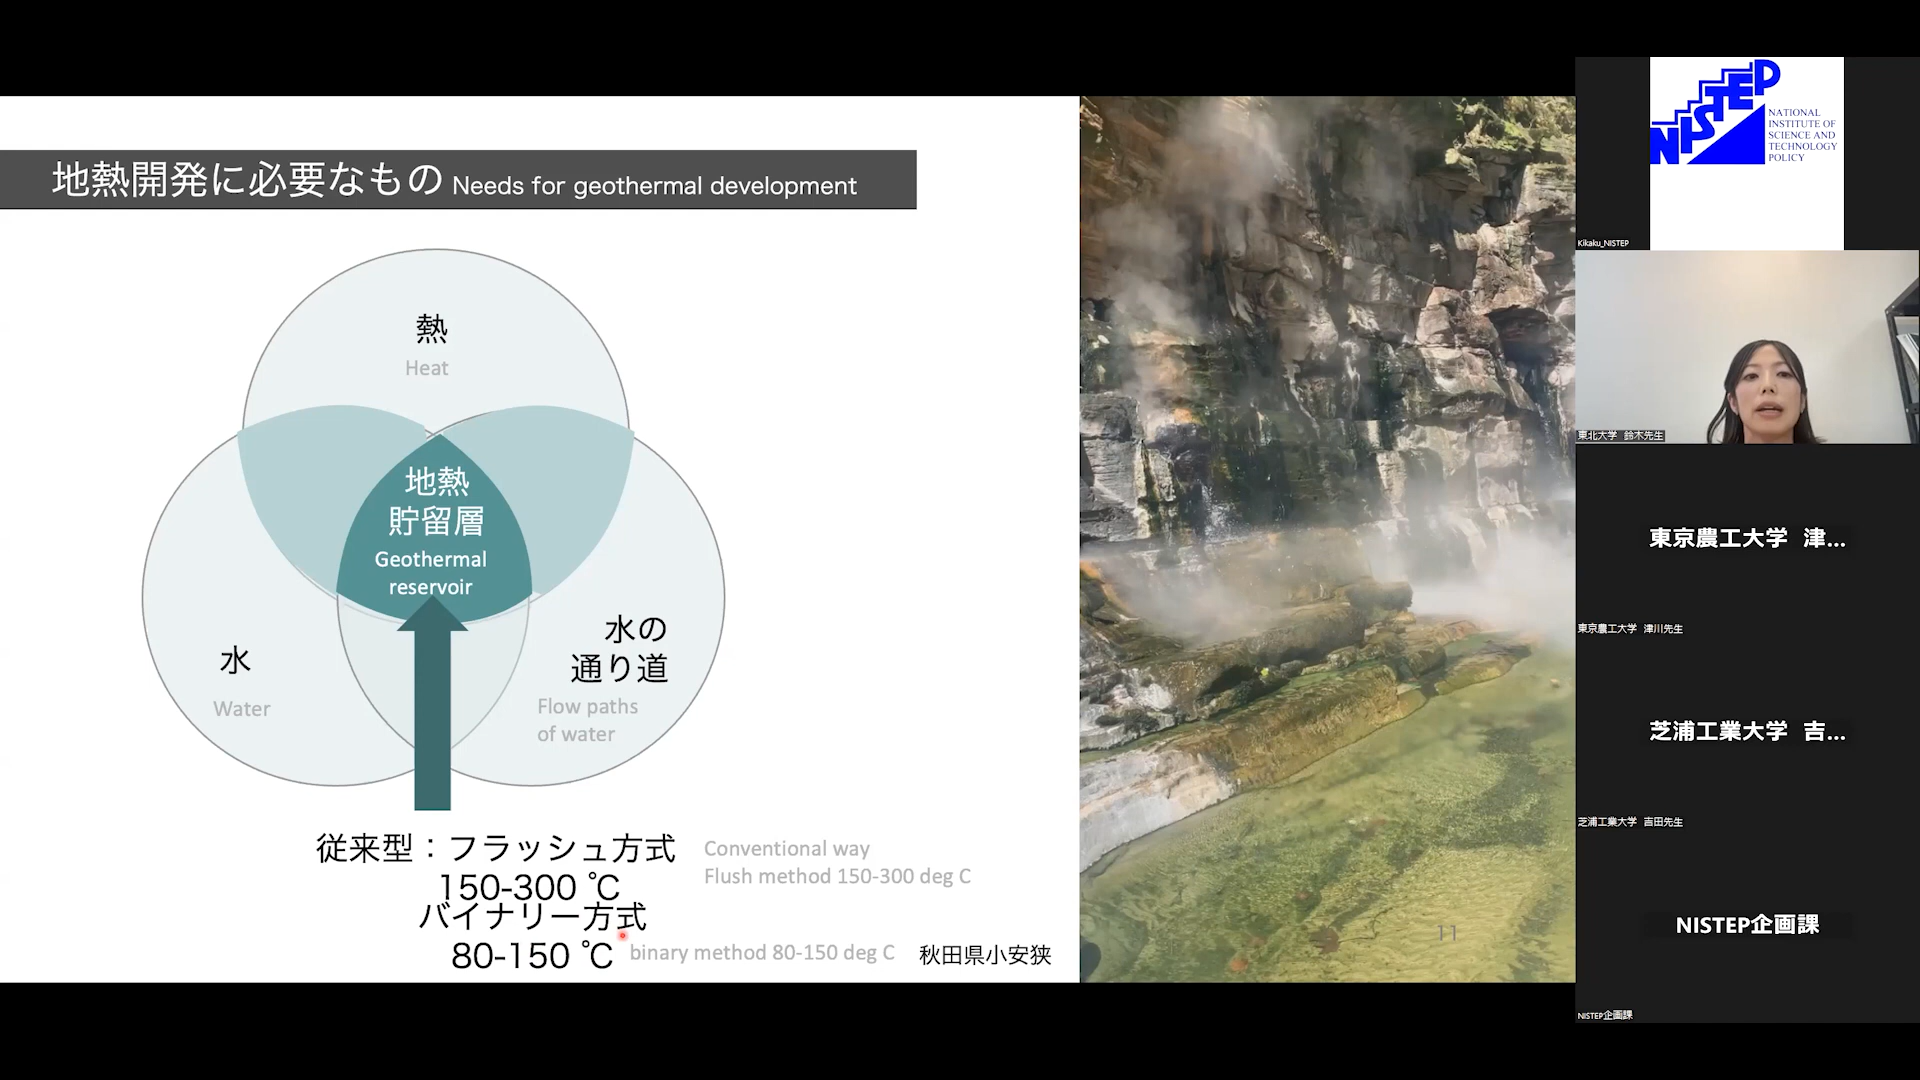 地熱開発に必要なもの Needs for geothermal development
熱
Heat
地熱
貯留層
Geothermal
reservoir
水
Water
水の
通り道
Flow paths
of water
従来型：フラッシュ方式
150-300 ℃
Conventional way
Flush method 150-300 deg C
バイナリー方式
80-150 ℃
binary method 80-150 deg C
秋田県小安狭
11
NISTEP
NATIONAL
INSTITUTE OF
SCIENCE AND
TECHNOLOGY
POLICY
Kikaku_NISTEP
東北大学 鈴木先生
東京農工大学 津...
東京農工大学 津川先生
芝浦工業大学 吉...
芝浦工業大学 吉田先生
NISTEP企画課
NISTEP企画課